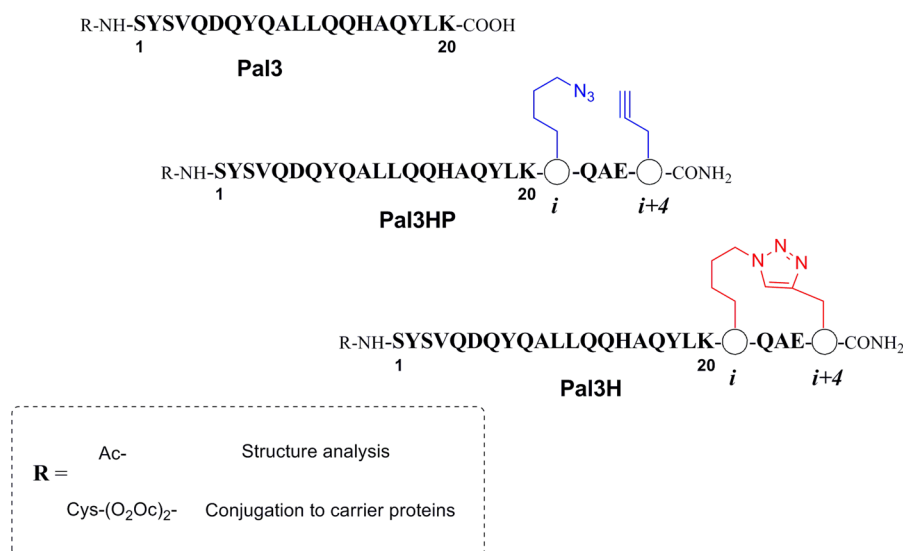 R-NH-SYSVQDQYQALLQQHAQYLK-COOH
1 20
Pal3
N3
R-NH-SYSVQDQYQALLQQHAQYLK- -QAE- -CONH2
1 20 i i+4
Pal3HP
N N N
R-NH-SYSVQDQYQALLQQHAQYLK- -QAE- -CONH2
1 20 i i+4
Pal3H
Ac- Structure analysis
R =
Cys-(O2Oc)2- Conjugation to carrier proteins